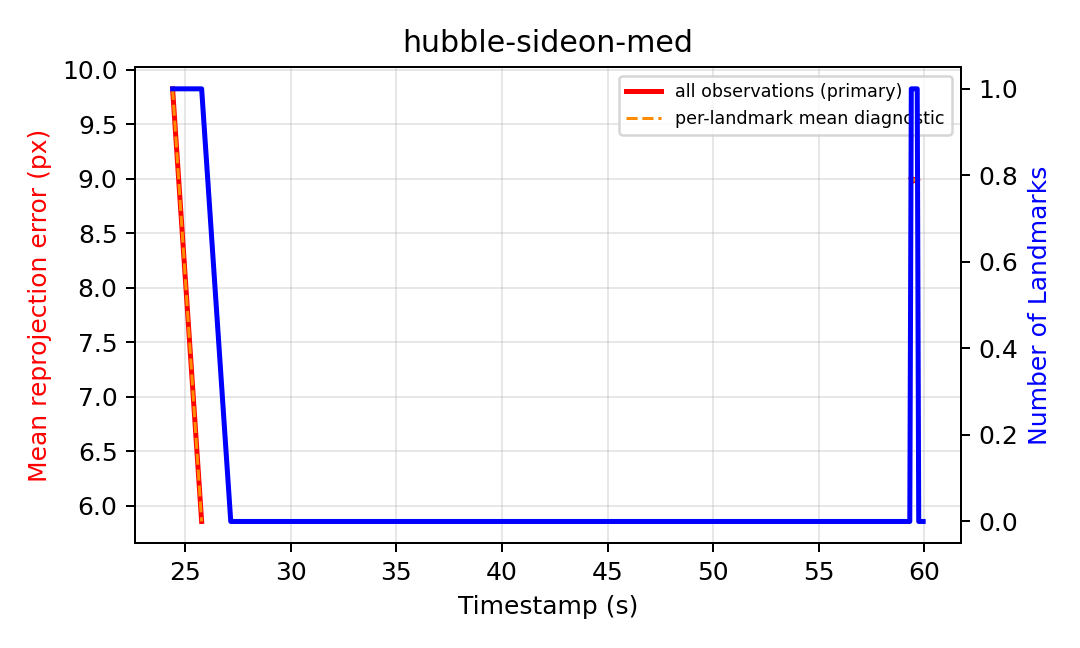 hubble-sideon-med
all observations (primary)
per-landmark mean diagnostic
Mean reprojection error (px)
10.0
9.5
9.0
8.5
8.0
7.5
7.0
6.5
6.0
Number of Landmarks
1.0
0.8
0.6
0.4
0.2
0.0
25 30 35 40 45 50 55 60
Timestamp (s)